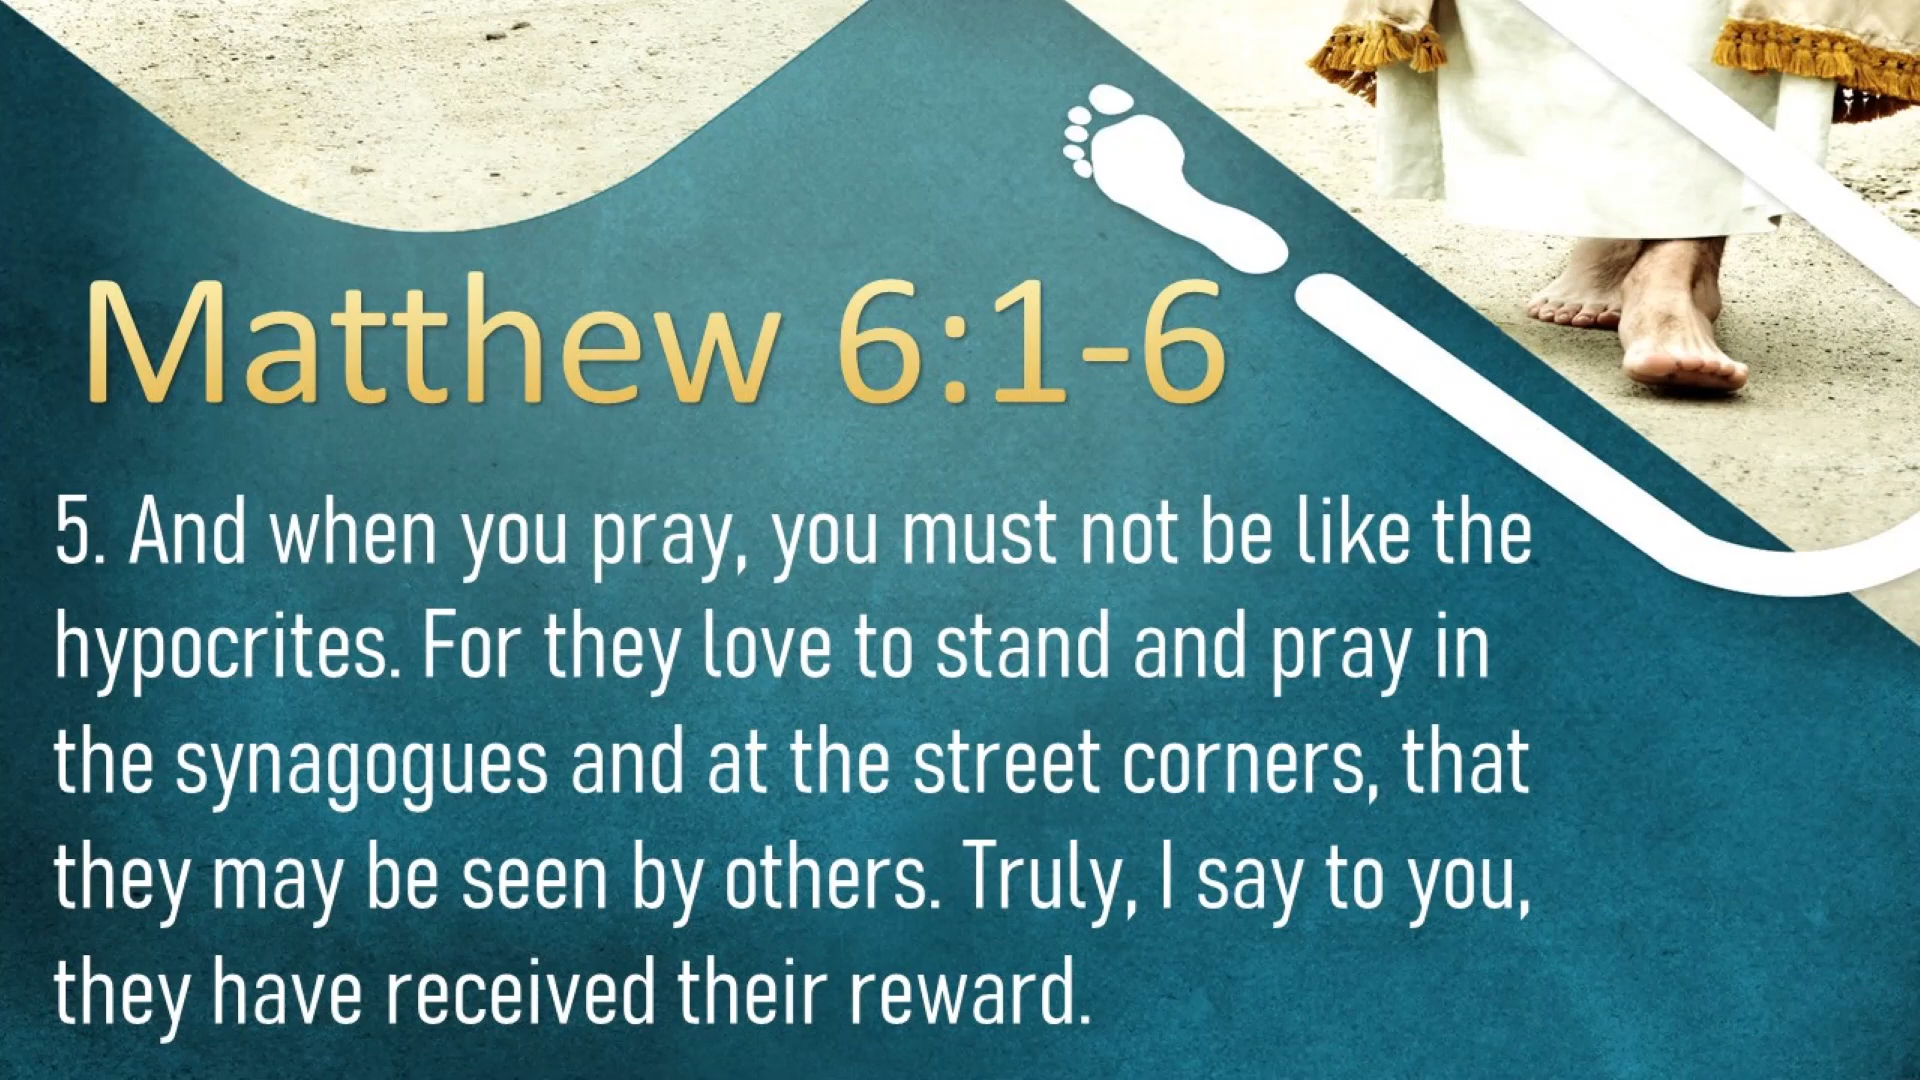 Matthew 6:1-6
5. And when you pray, you must not be like the
hypocrites. For they love to stand and pray in
the synagogues and at the street corners, that
they may be seen by others. Truly, I say to you,
they have received their reward.